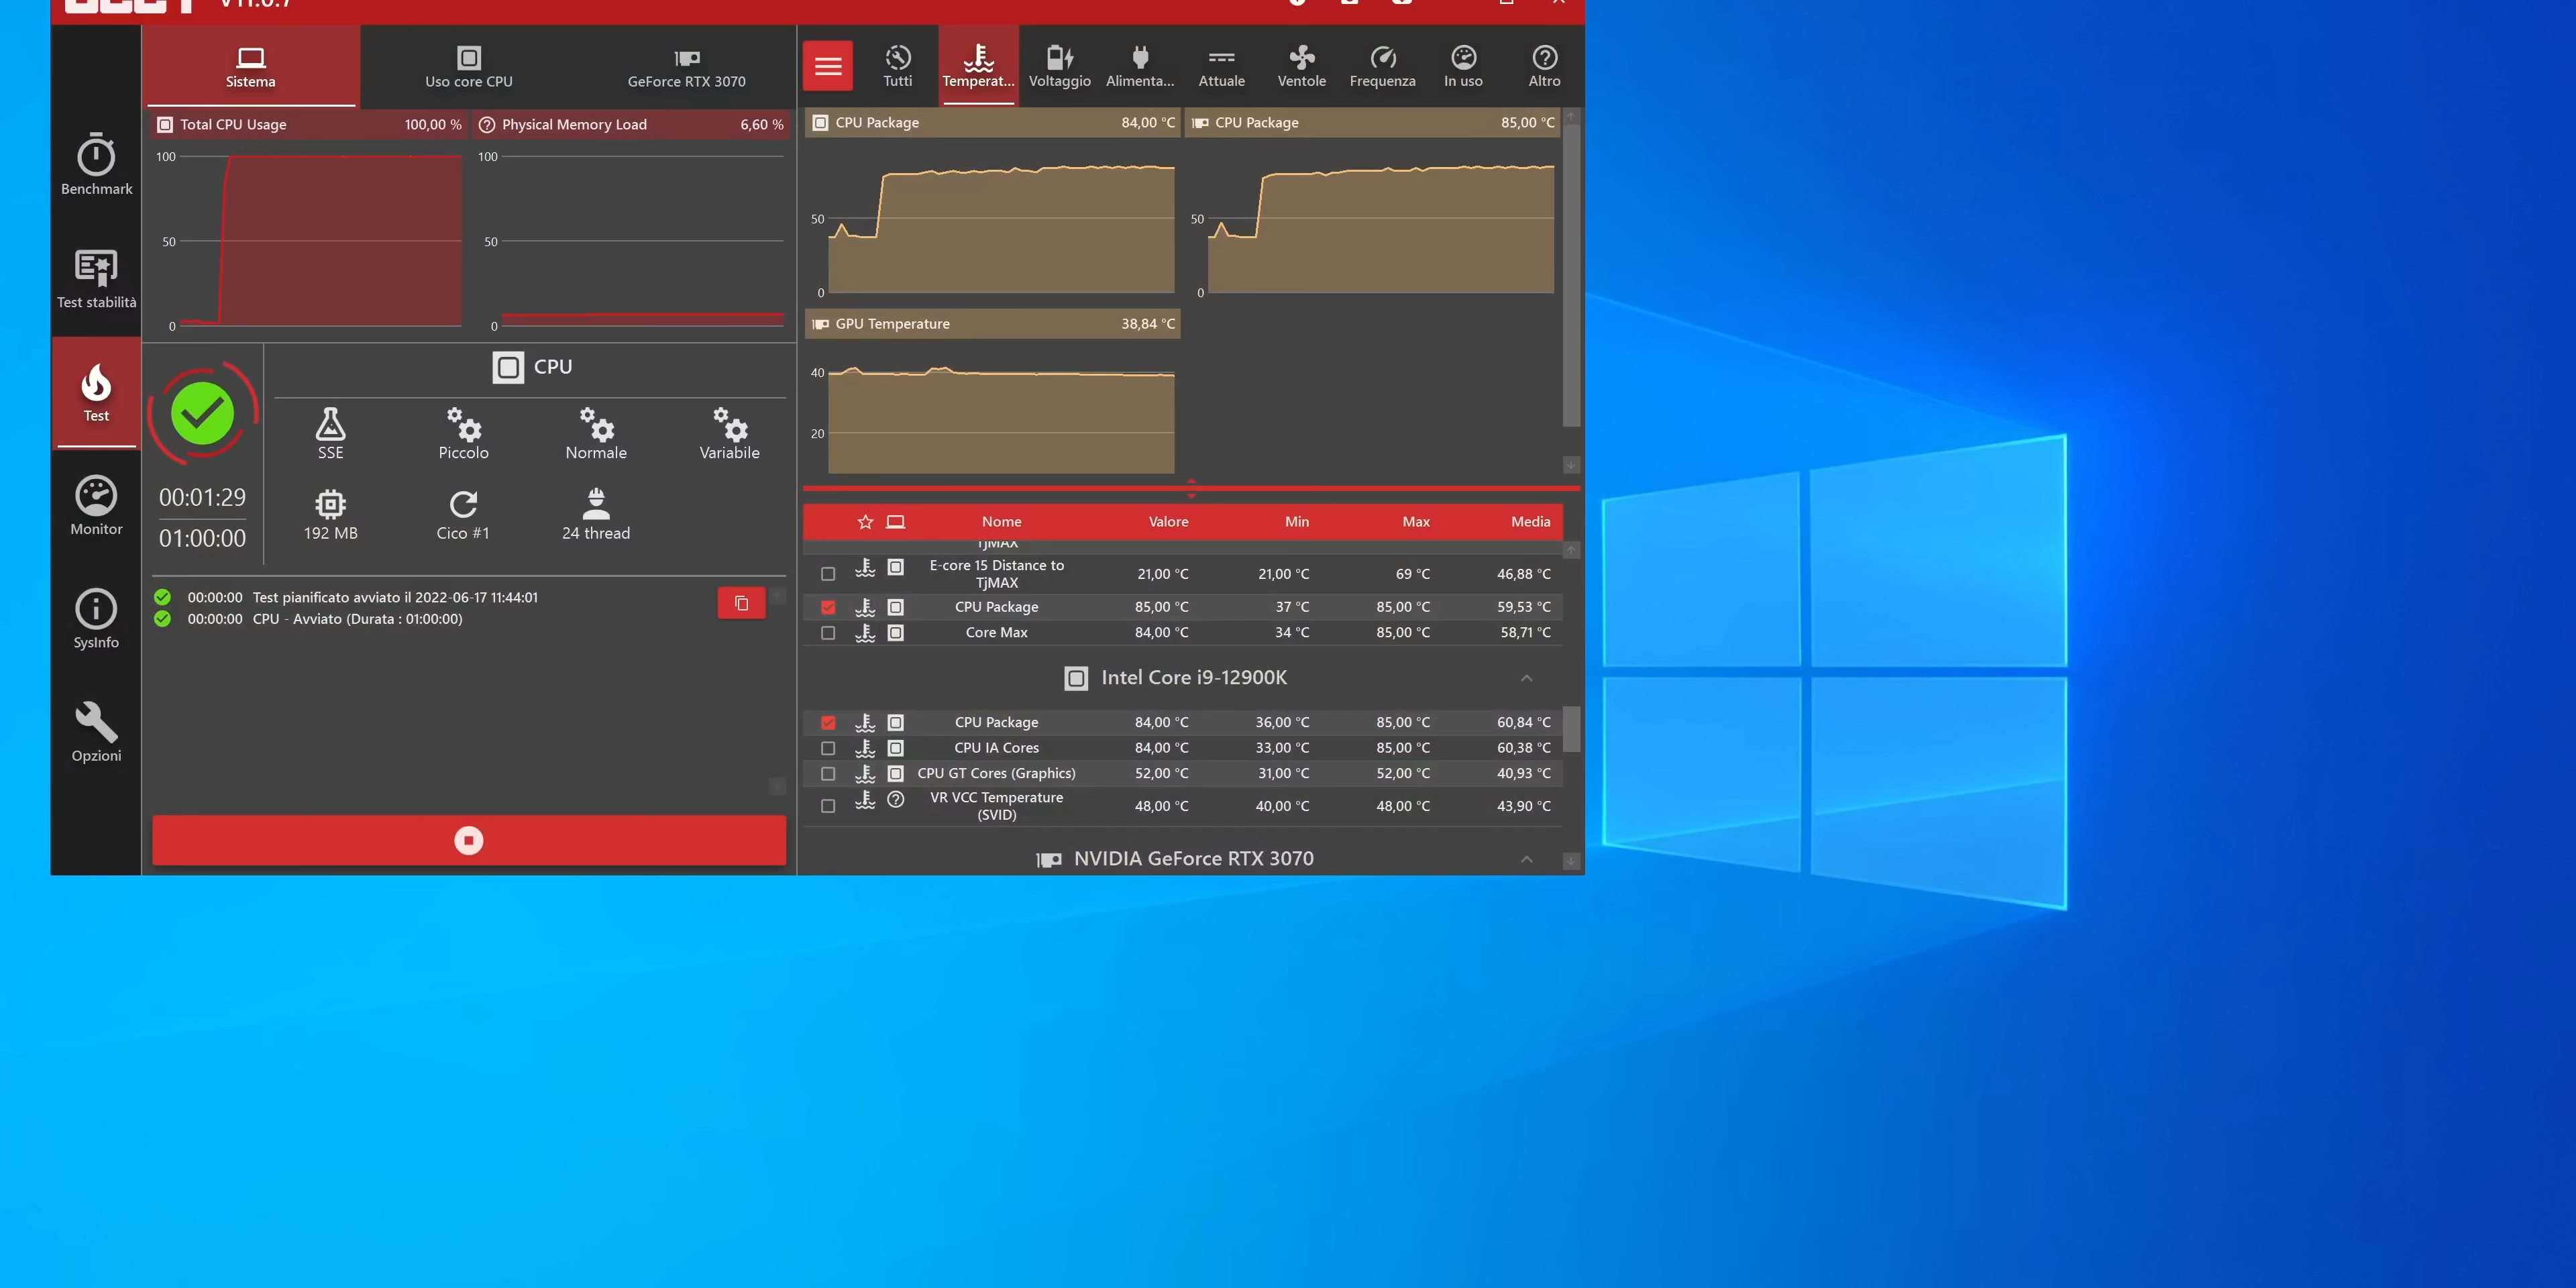 OCCT V11.0.7
Sistema
Uso core CPU
GeForce RTX 3070
Tutti
Temperat...
Voltaggio
Alimenta...
Attuale
Ventole
Frequenza
In uso
Altro
Benchmark
Test stabilità
Test
Monitor
SysInfo
Opzioni
Total CPU Usage 100,00 %
100
50
0
Physical Memory Load 6,60 %
100
50
0
CPU
SSE
Piccolo
Normale
Variabile
192 MB
Cico #1
24 thread
00:01:29
01:00:00
00:00:00 Test pianificato avviato il 2022-06-17 11:44:01
00:00:00 CPU - Avviato (Durata : 01:00:00)
CPU Package 84,00 °C
50
0
CPU Package 85,00 °C
50
0
GPU Temperature 38,84 °C
40
20
Nome Valore Min Max Media
TjMAX
E-core 15 Distance to
TjMAX
21,00 °C 21,00 °C 69 °C 46,88 °C
CPU Package 85,00 °C 37 °C 85,00 °C 59,53 °C
Core Max 84,00 °C 34 °C 85,00 °C 58,71 °C
Intel Core i9-12900K
CPU Package 84,00 °C 36,00 °C 85,00 °C 60,84 °C
CPU IA Cores 84,00 °C 33,00 °C 85,00 °C 60,38 °C
CPU GT Cores (Graphics) 52,00 °C 31,00 °C 52,00 °C 40,93 °C
VR VCC Temperature
(SVID)
48,00 °C 40,00 °C 48,00 °C 43,90 °C
NVIDIA GeForce RTX 3070